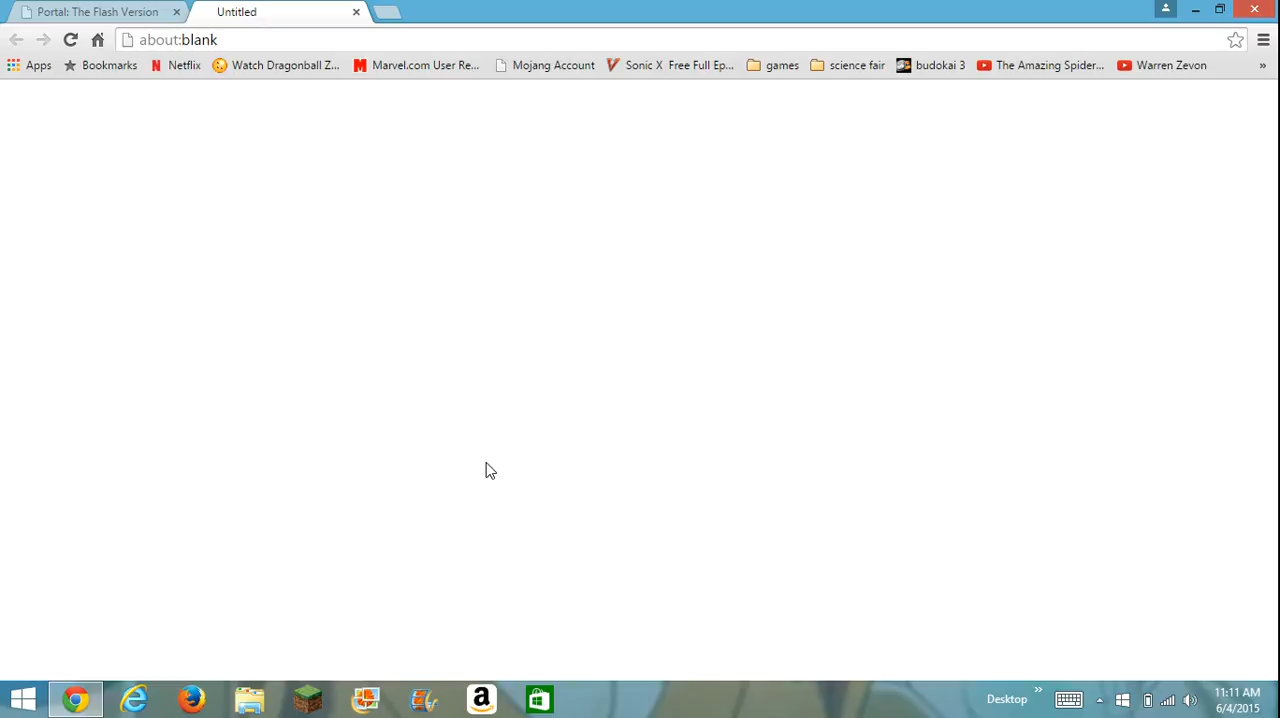 Portal: The Flash Version
Untitled
about:blank
Apps Bookmarks Netflix Watch Dragonball Z... Marvel.com User Re... Mojang Account Sonic X Free Full Ep... games science fair budokai 3 The Amazing Spider... Warren Zevon »
Desktop »
11:11 AM
6/4/2015